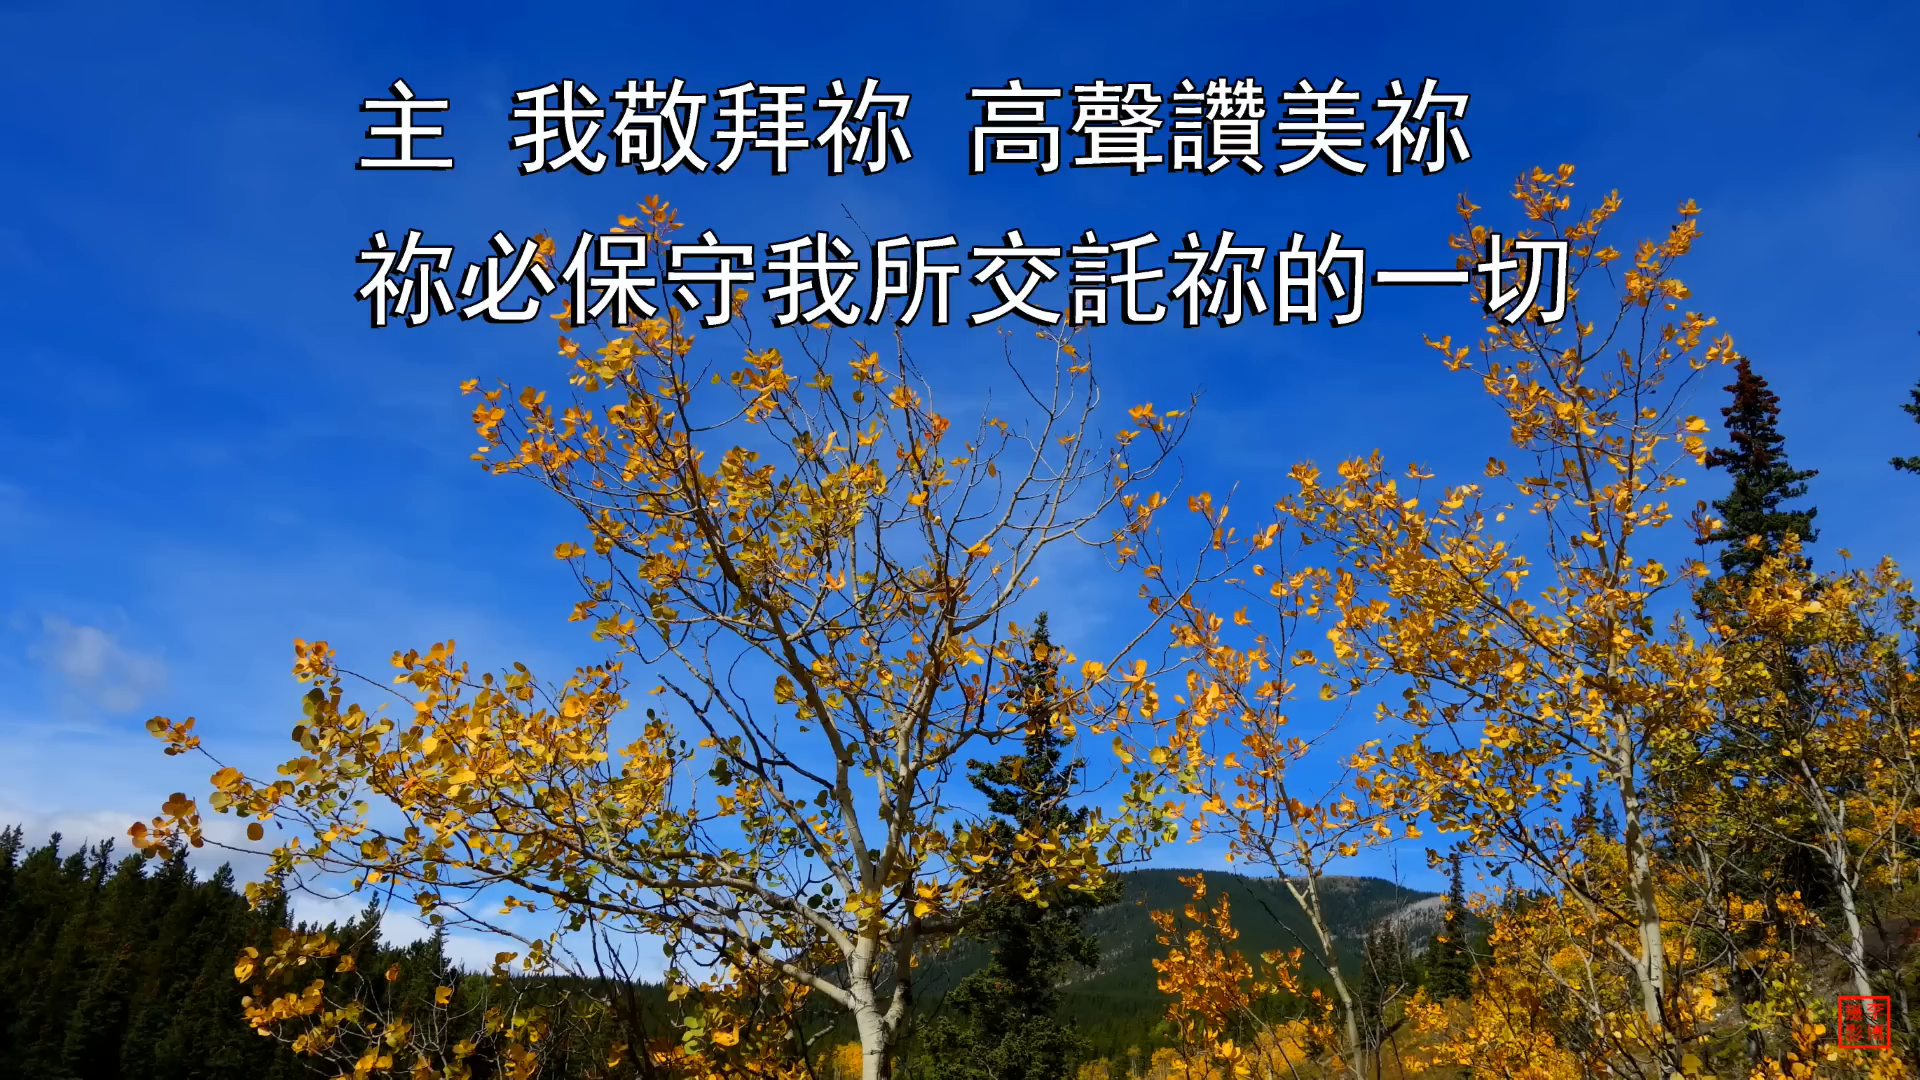 主 我敬拜祢 高聲讚美祢
祢必保守我所交託祢的一切